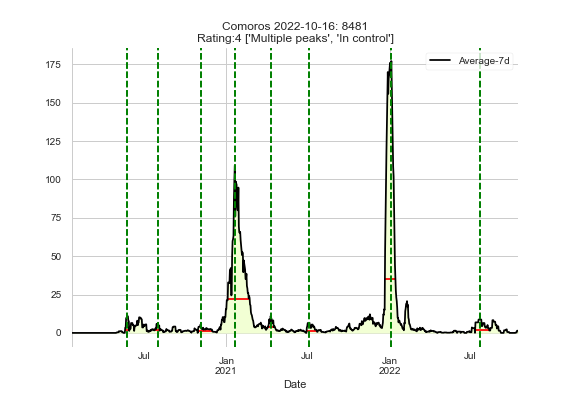 Comoros 2022-10-16: 8481
Rating:4 ['Multiple peaks', 'In control']
Average-7d
175
150
125
100
75
50
25
0
Jul
Jan
2021
Jul
Jan
2022
Jul
Date